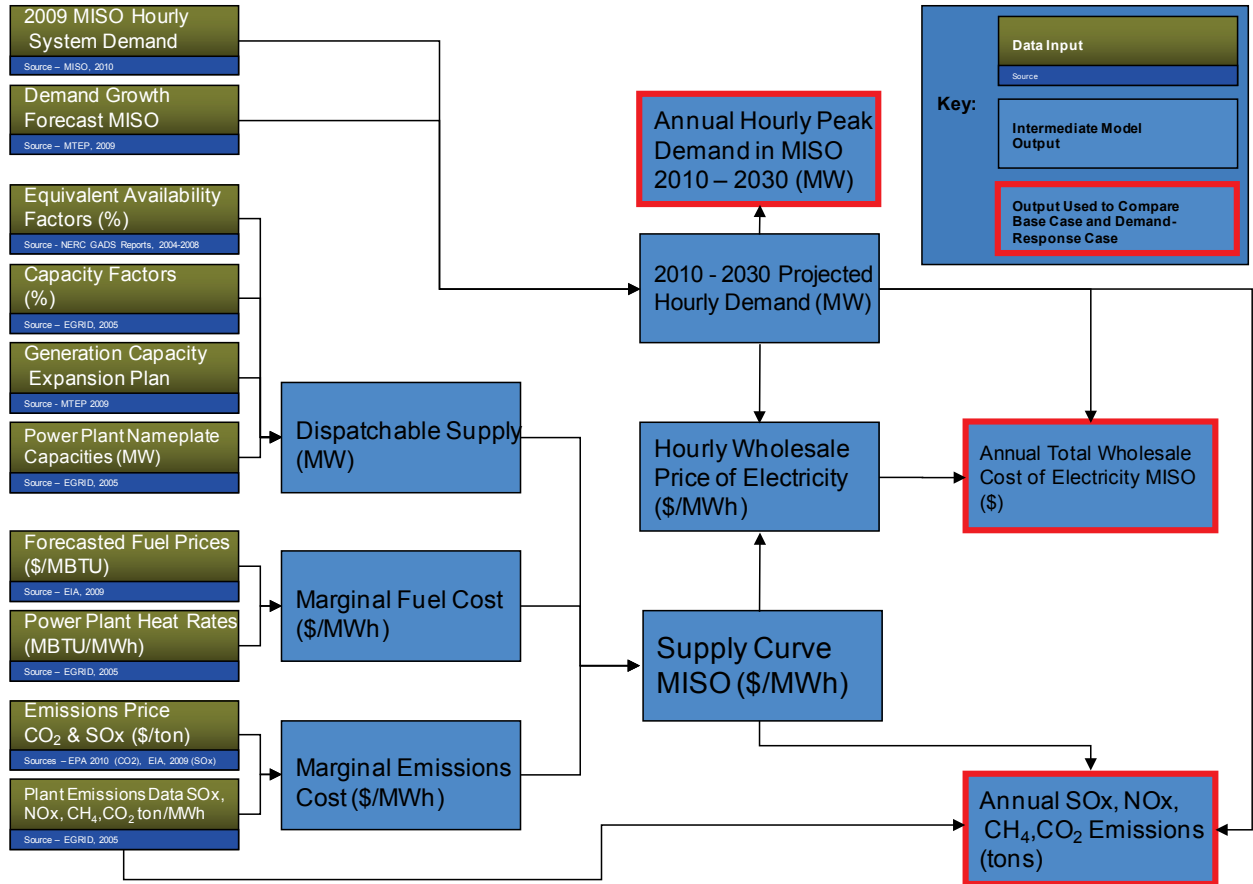 2009 MISO Hourly
System Demand
Source – MISO, 2010
Demand Growth
Forecast MISO
Source – MTEP, 2009
Equivalent Availability
Factors (%)
Source - NERC GADS Reports, 2004-2008
Capacity Factors
(%)
Source – EGRID, 2005
Generation Capacity
Expansion Plan
Source - MTEP 2009
Power Plant Nameplate
Capacities (MW)
Source – EGRID, 2005
Forecasted Fuel Prices
($/MBTU)
Source – EIA, 2009
Power Plant Heat Rates
(MBTU/MWh)
Source – EGRID, 2005
Emissions Price
CO₂ & SOx ($/ton)
Sources – EPA 2010 (CO2), EIA, 2009 (SOx)
Plant Emissions Data SOx,
NOx, CH₄,CO₂ ton/MWh
Source – EGRID, 2005
Dispatchable Supply
(MW)
Marginal Fuel Cost
($/MWh)
Marginal Emissions
Cost ($/MWh)
Annual Hourly Peak
Demand in MISO
2010 – 2030 (MW)
2010 - 2030 Projected
Hourly Demand (MW)
Hourly Wholesale
Price of Electricity
($/MWh)
Supply Curve
MISO ($/MWh)
Annual Total Wholesale
Cost of Electricity MISO
($)
Annual SOx, NOx,
CH₄,CO₂ Emissions
(tons)
Key:
Data Input
Source
Intermediate Model
Output
Output Used to Compare
Base Case and Demand-
Response Case